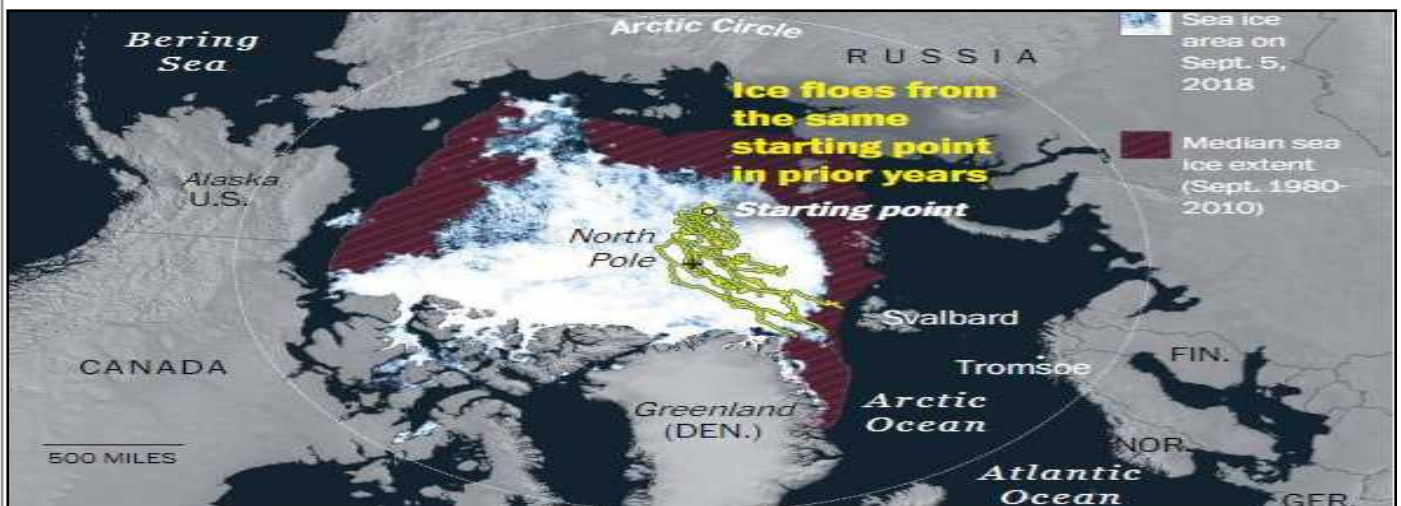 Bering
Sea
Arctic Circle
RUSSIA
Sea ice
area on
Sept. 5,
2018
Ice floes from
the same
starting point
in prior years
Median sea
ice extent
(Sept. 1980-
2010)
Alaska
U.S.
Starting point
North
Pole
Svalbard
CANADA
Tromsoe
FIN.
Greenland
(DEN.)
Arctic
Ocean
NOR.
500 MILES
Atlantic
Ocean
GER.